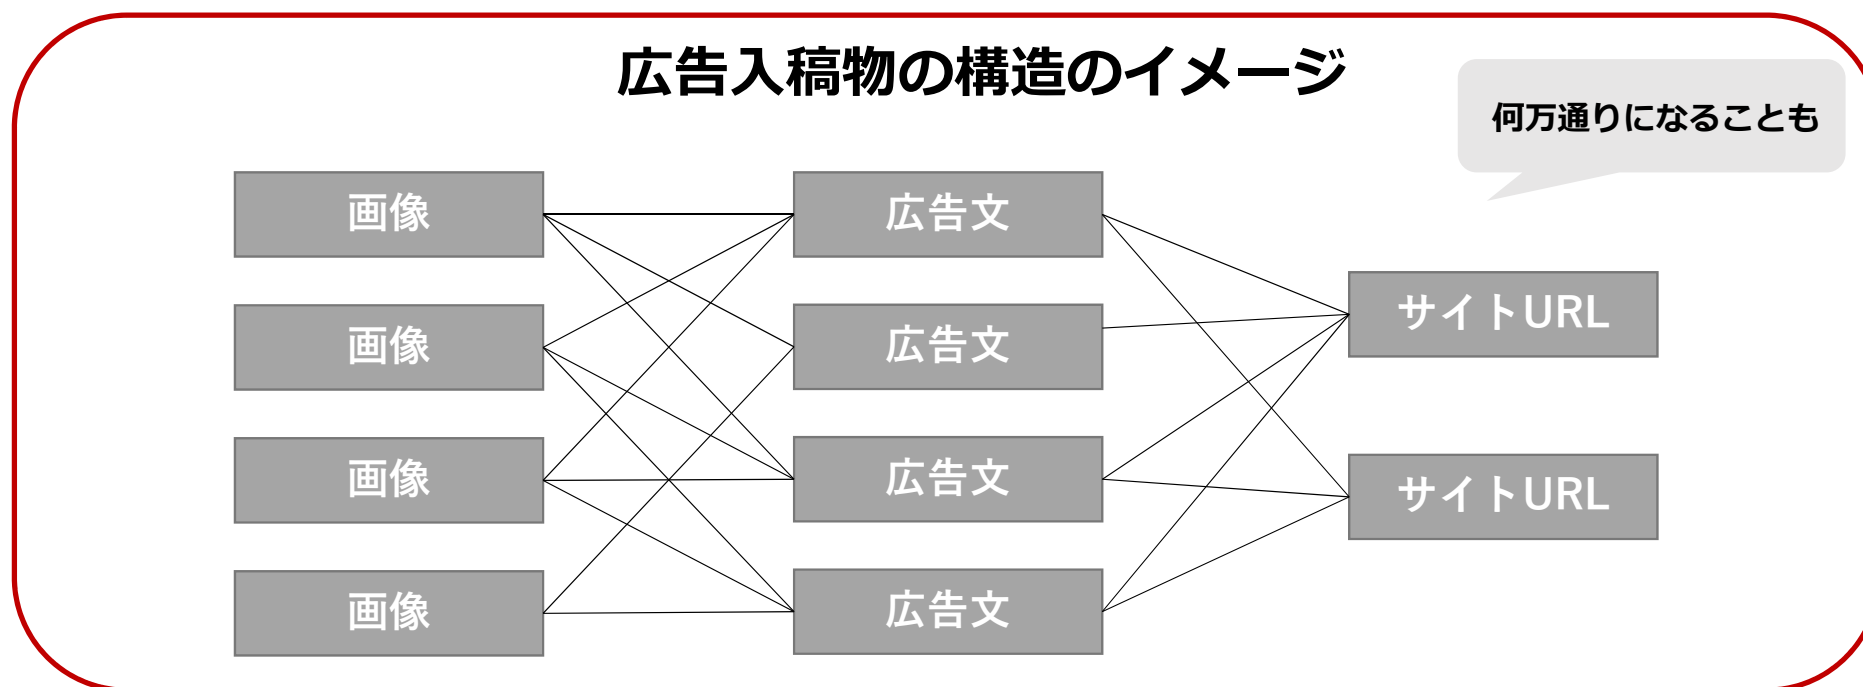 広告入稿物の構造のイメージ
何万通りになることも
画像
広告文
サイトURL
画像
広告文
画像
広告文
サイトURL
画像
広告文